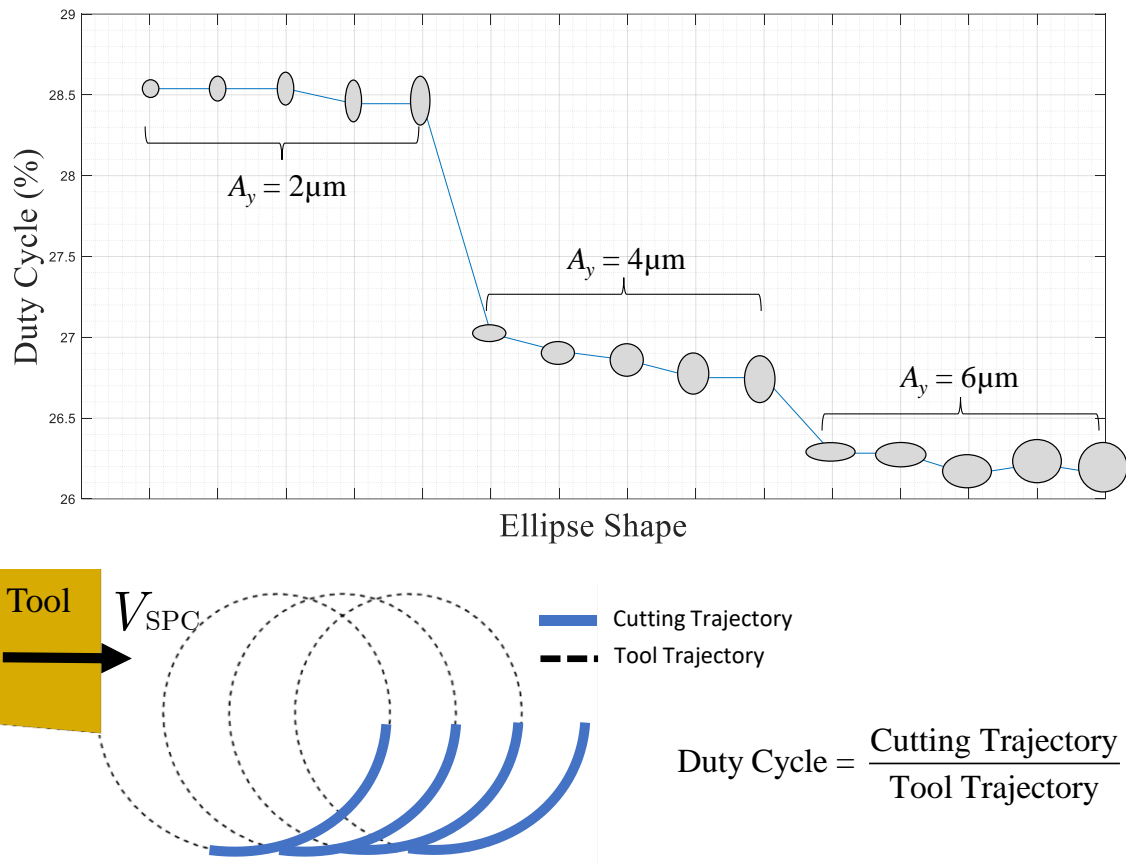 29
28.5
28
27.5
27
26.5
26
Duty Cycle (%)
A_y = 2µm
A_y = 4µm
A_y = 6µm
Ellipse Shape
Tool
V_SPC
Cutting Trajectory
Tool Trajectory
Duty Cycle = Cutting Trajectory
Tool Trajectory